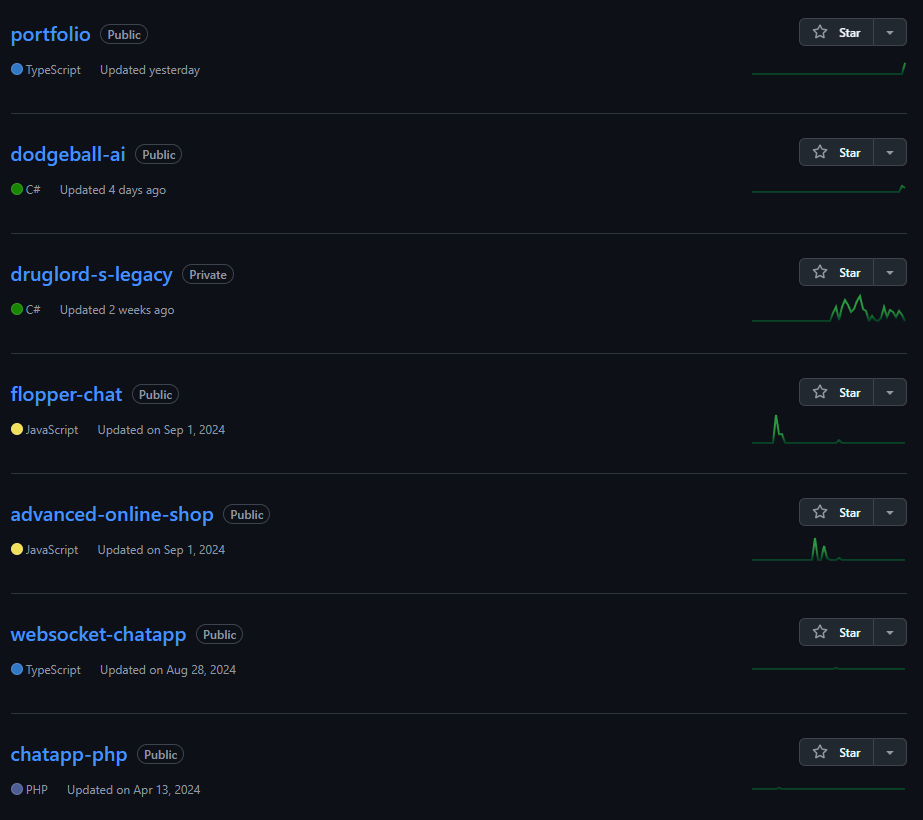 portfolio Public Star
TypeScript Updated yesterday
dodgeball-ai Public Star
C# Updated 4 days ago
druglord-s-legacy Private Star
C# Updated 2 weeks ago
flopper-chat Public Star
JavaScript Updated on Sep 1, 2024
advanced-online-shop Public Star
JavaScript Updated on Sep 1, 2024
websocket-chatapp Public Star
TypeScript Updated on Aug 28, 2024
chatapp-php Public Star
PHP Updated on Apr 13, 2024